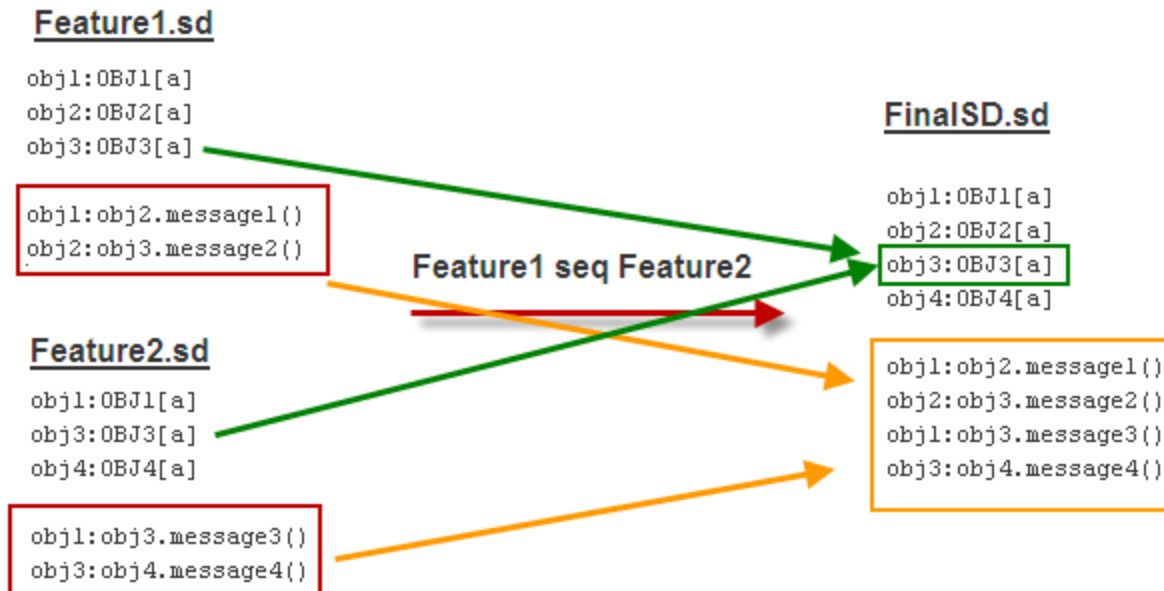 Feature1.sd
obj1:OBJ1[a]
obj2:OBJ2[a]
obj3:OBJ3[a]
obj1:obj2.message1()
obj2:obj3.message2()
Feature2.sd
obj1:OBJ1[a]
obj3:OBJ3[a]
obj4:OBJ4[a]
obj1:obj3.message3()
obj3:obj4.message4()
Feature1 seq Feature2
FinalSD.sd
obj1:OBJ1[a]
obj2:OBJ2[a]
obj3:OBJ3[a]
obj4:OBJ4[a]
obj1:obj2.message1()
obj2:obj3.message2()
obj1:obj3.message3()
obj3:obj4.message4()